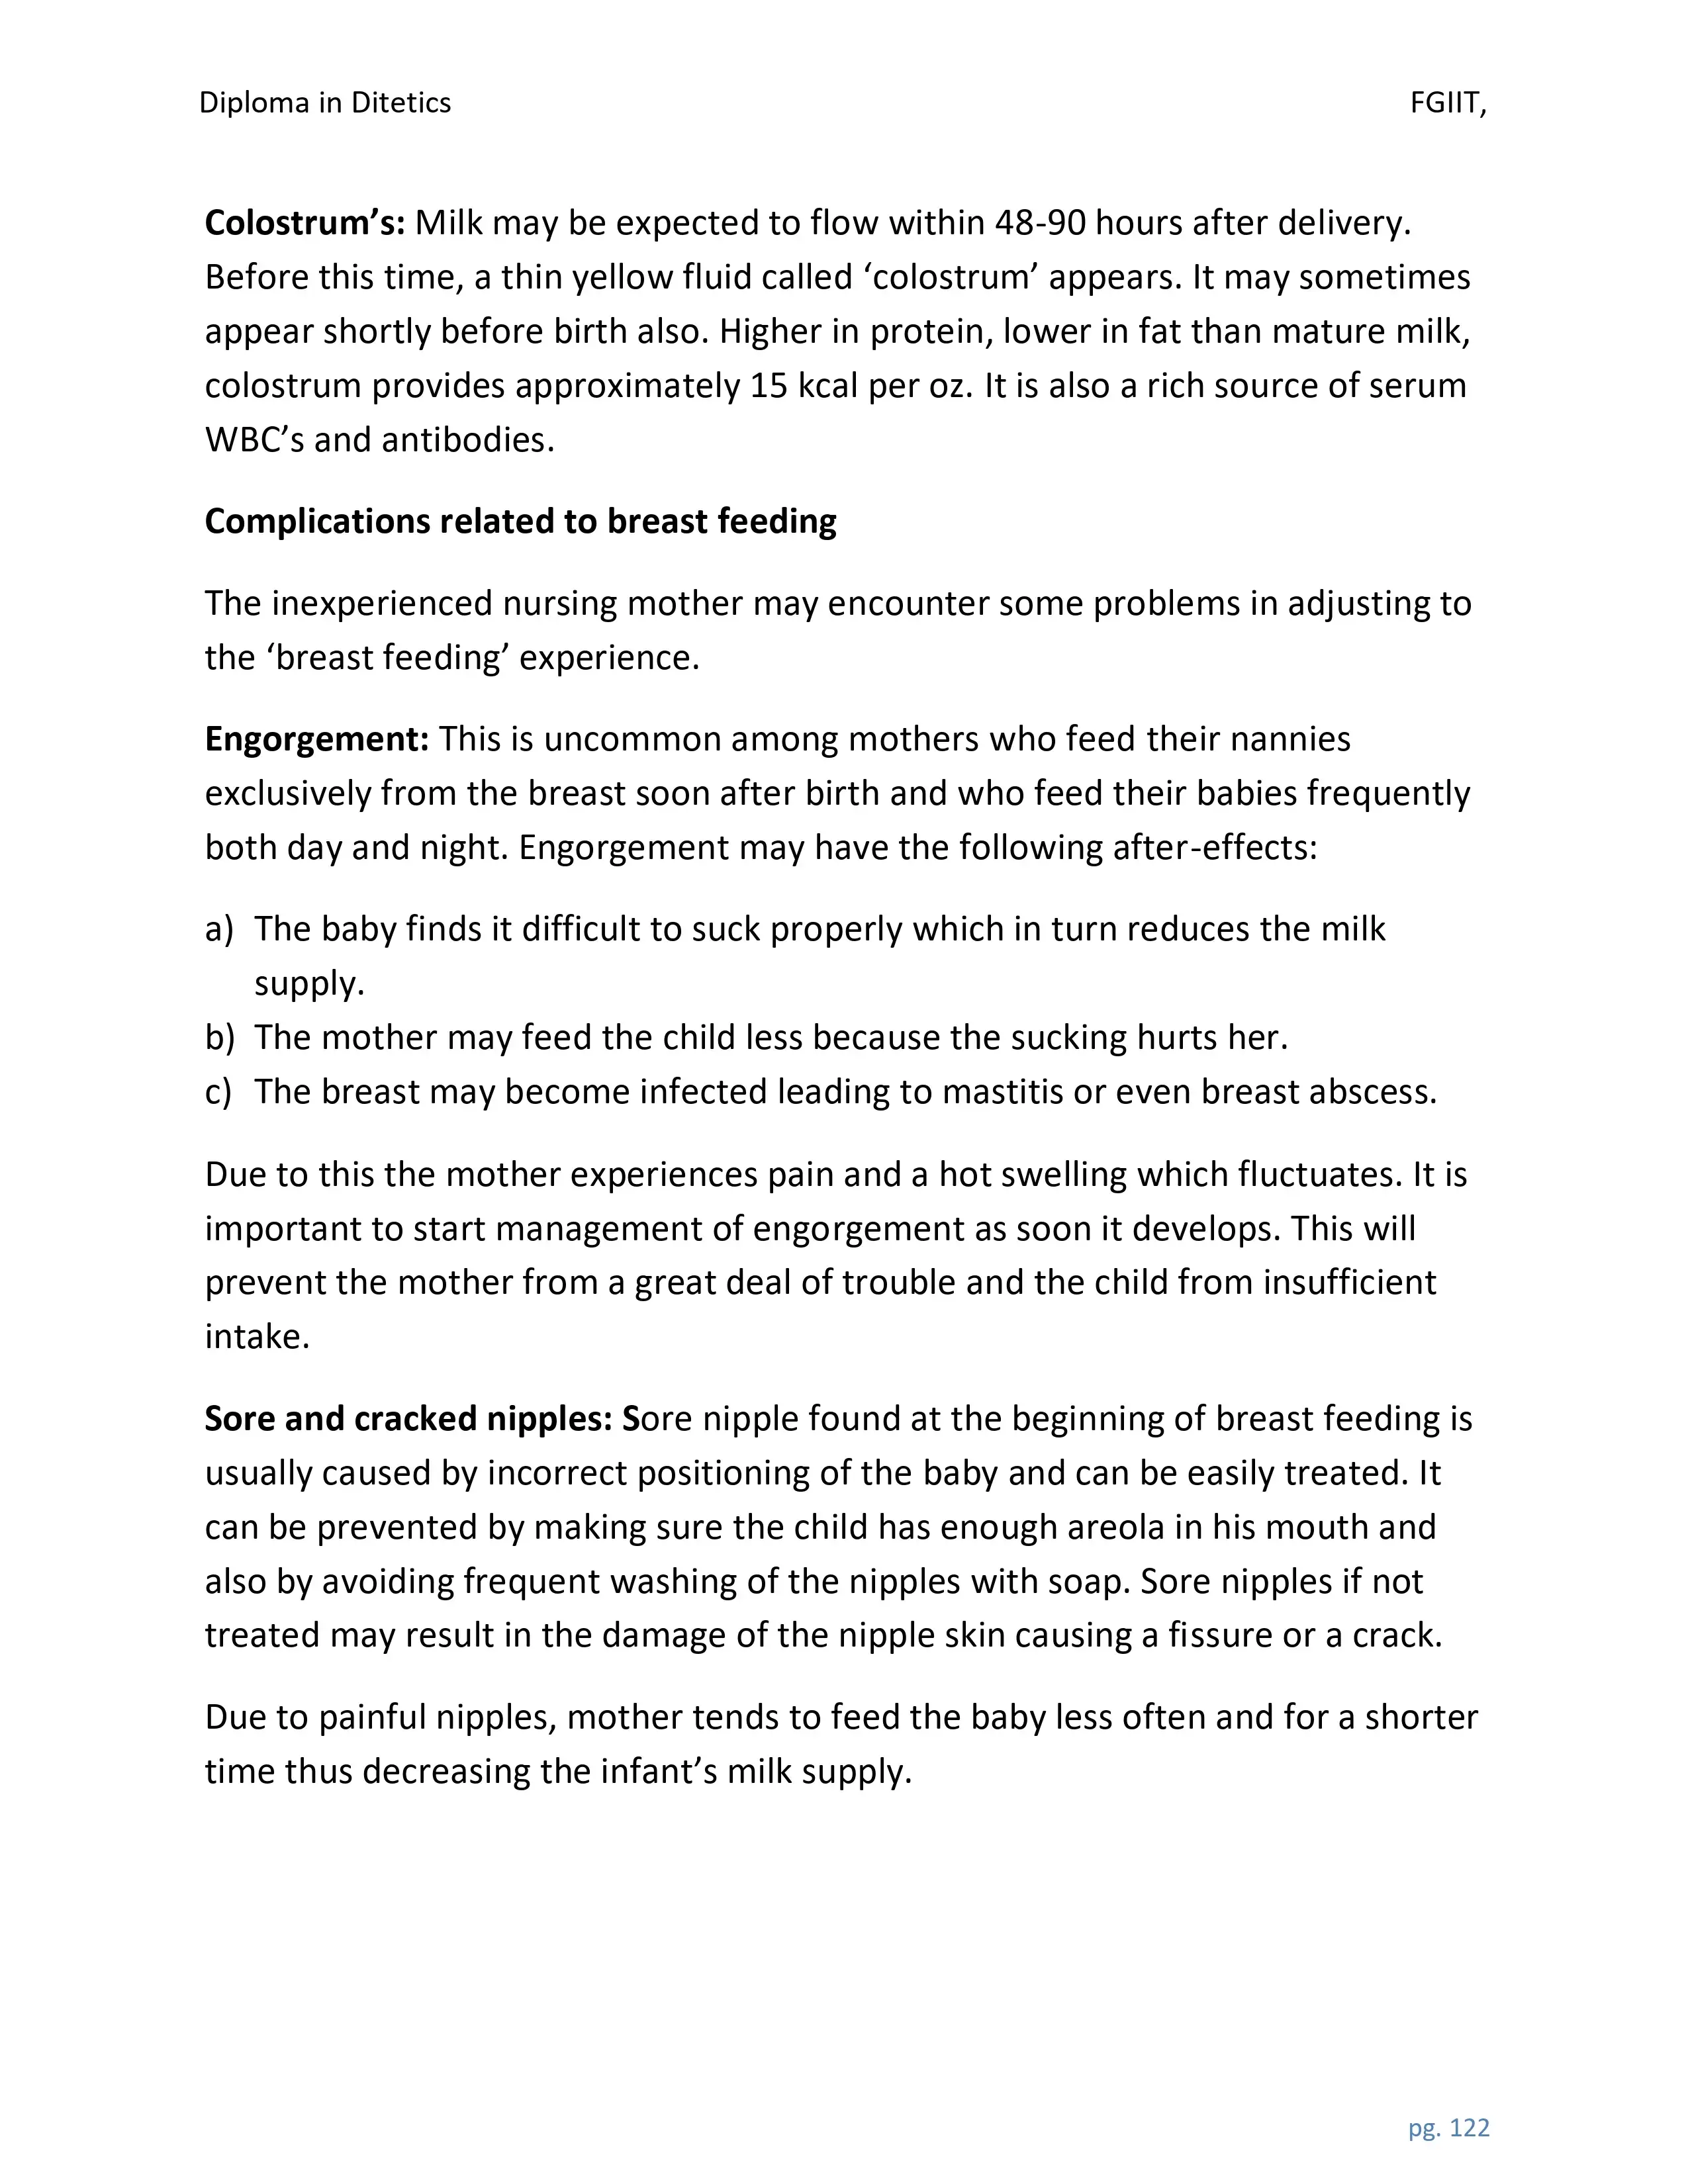 Diploma in Ditetics FGIIT,
Colostrum’s: Milk may be expected to flow within 48-90 hours after delivery.
Before this time, a thin yellow fluid called ‘colostrum’ appears. It may sometimes
appear shortly before birth also. Higher in protein, lower in fat than mature milk,
colostrum provides approximately 15 kcal per oz. It is also a rich source of serum
WBC’s and antibodies.
Complications related to breast feeding
The inexperienced nursing mother may encounter some problems in adjusting to
the ‘breast feeding’ experience.
Engorgement: This is uncommon among mothers who feed their nannies
exclusively from the breast soon after birth and who feed their babies frequently
both day and night. Engorgement may have the following after-effects:
a) The baby finds it difficult to suck properly which in turn reduces the milk
supply.
b) The mother may feed the child less because the sucking hurts her.
c) The breast may become infected leading to mastitis or even breast abscess.
Due to this the mother experiences pain and a hot swelling which fluctuates. It is
important to start management of engorgement as soon it develops. This will
prevent the mother from a great deal of trouble and the child from insufficient
intake.
Sore and cracked nipples: Sore nipple found at the beginning of breast feeding is
usually caused by incorrect positioning of the baby and can be easily treated. It
can be prevented by making sure the child has enough areola in his mouth and
also by avoiding frequent washing of the nipples with soap. Sore nipples if not
treated may result in the damage of the nipple skin causing a fissure or a crack.
Due to painful nipples, mother tends to feed the baby less often and for a shorter
time thus decreasing the infant’s milk supply.
pg. 122